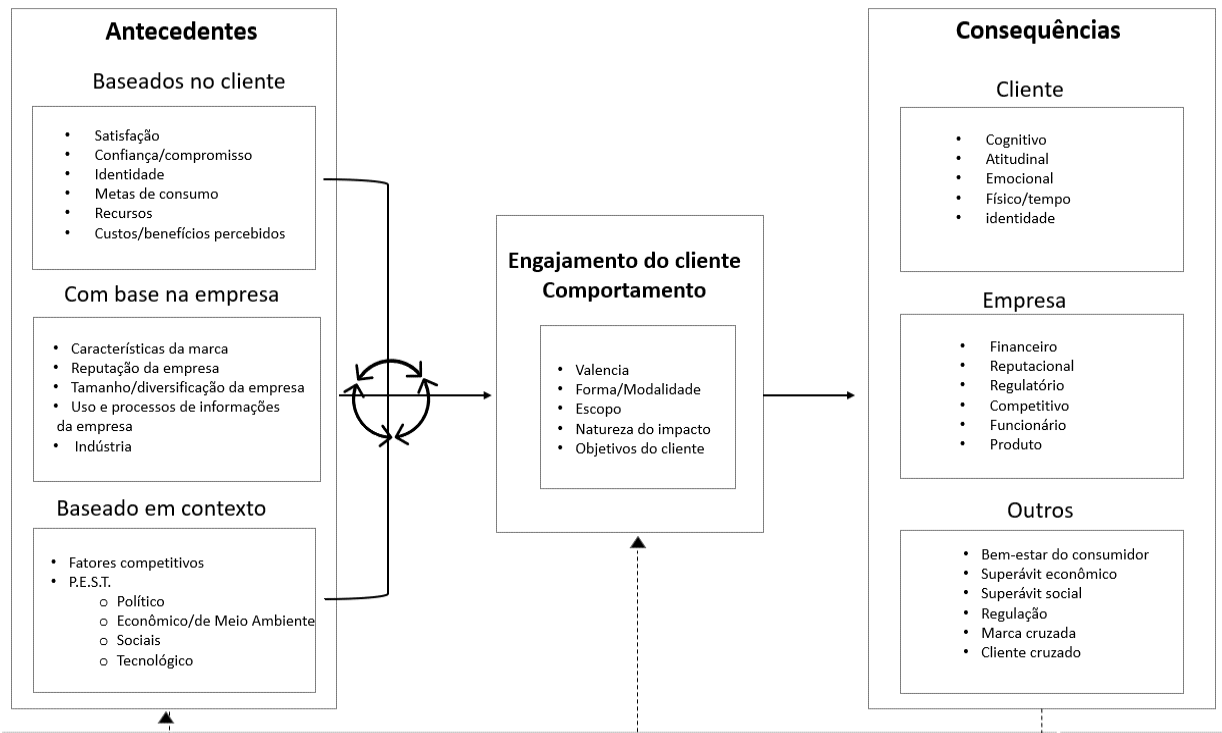 Antecedentes
Baseados no cliente
• Satisfação
• Confiança/compromisso
• Identidade
• Metas de consumo
• Recursos
• Custos/benefícios percebidos
Com base na empresa
• Características da marca
• Reputação da empresa
• Tamanho/diversificação da empresa
• Uso e processos de informações
da empresa
• Indústria
Baseado em contexto
• Fatores competitivos
• P.E.S.T.
o Político
o Econômico/de Meio Ambiente
o Sociais
o Tecnológico
Engajamento do cliente
Comportamento
• Valencia
• Forma/Modalidade
• Escopo
• Natureza do impacto
• Objetivos do cliente
Consequências
Cliente
• Cognitivo
• Atitudinal
• Emocional
• Físico/tempo
• identidade
Empresa
• Financeiro
• Reputacional
• Regulatório
• Competitivo
• Funcionário
• Produto
Outros
• Bem-estar do consumidor
• Superávit econômico
• Superávit social
• Regulação
• Marca cruzada
• Cliente cruzado